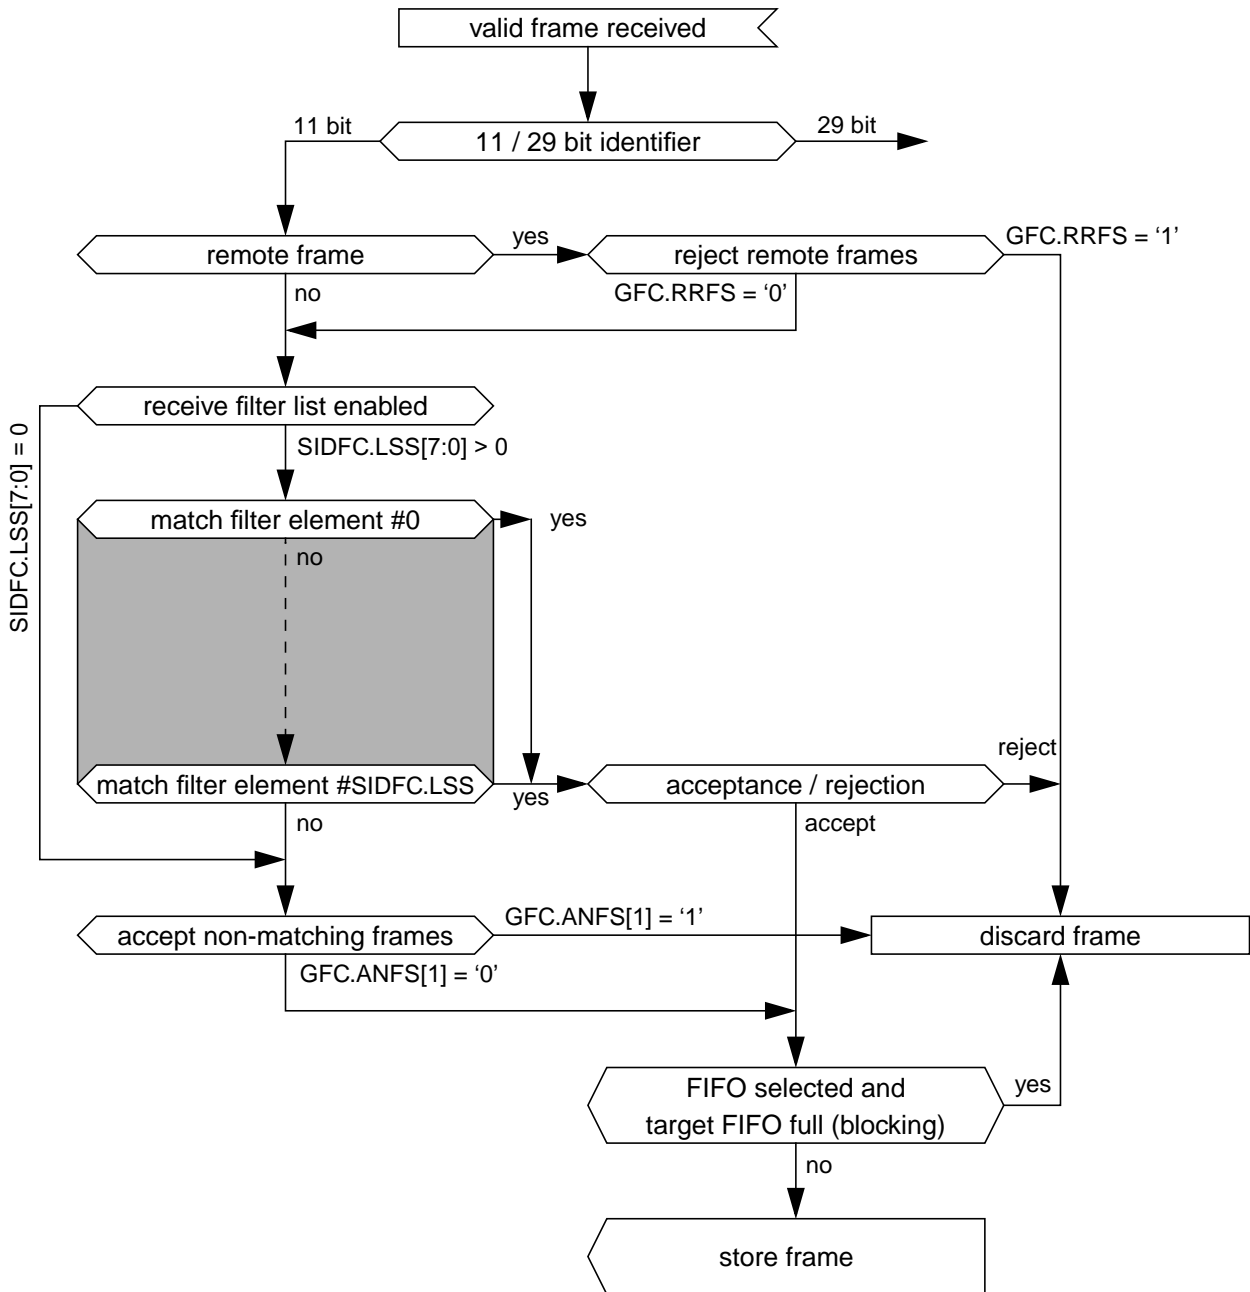 valid frame received
11 bit
11 / 29 bit identifier
29 bit
remote frame
yes
reject remote frames
GFC.RRFS = ‘1’
no
GFC.RRFS = ‘0’
receive filter list enabled
SIDFC.LSS[7:0] = 0
SIDFC.LSS[7:0] > 0
match filter element #0
yes
no
match filter element #SIDFC.LSS
yes
acceptance / rejection
reject
no
accept
accept non-matching frames
GFC.ANFS[1] = ‘1’
discard frame
GFC.ANFS[1] = ‘0’
FIFO selected and
target FIFO full (blocking)
yes
no
store frame